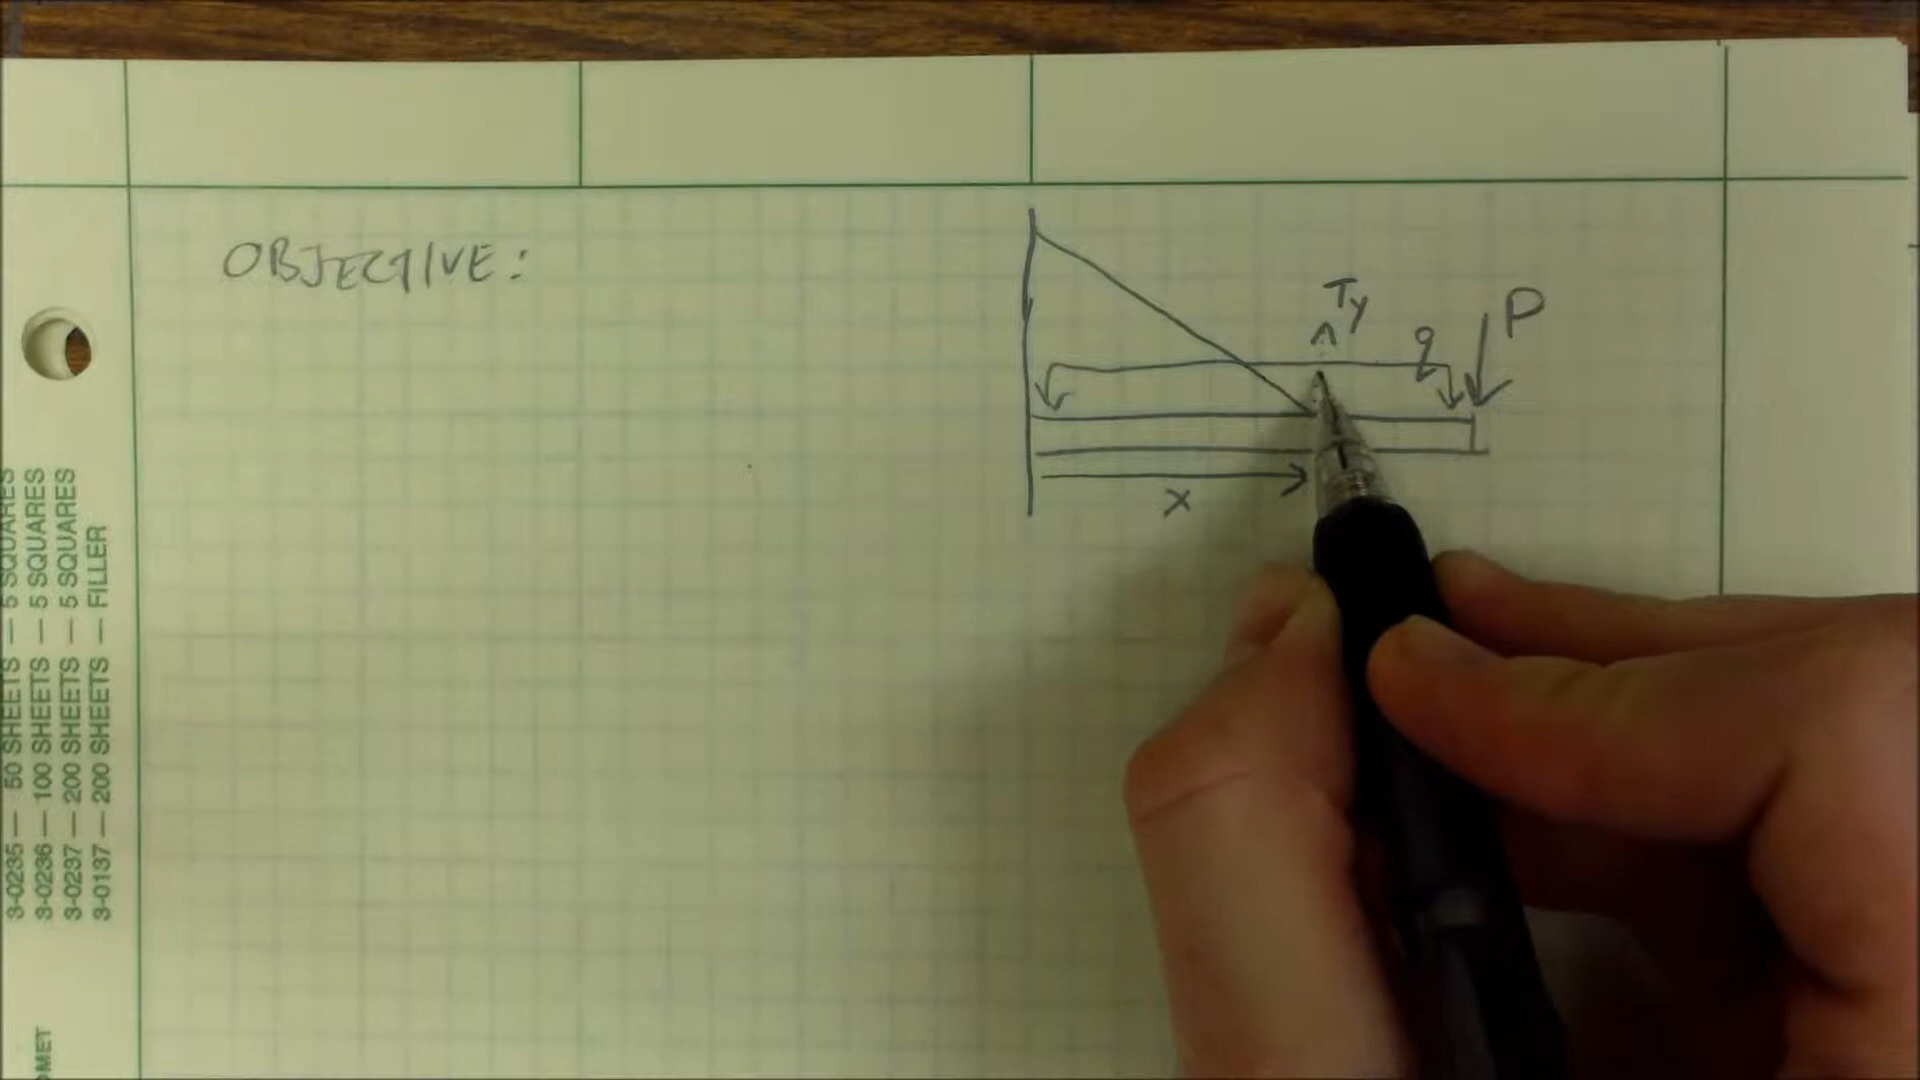 OBJECTIVE:
Ty
q
P
x
3-0235 — 50 SHEETS — 5 SQUARES
3-0236 — 100 SHEETS — 5 SQUARES
3-0237 — 200 SHEETS — 5 SQUARES
3-0137 — 200 SHEETS — FILLER